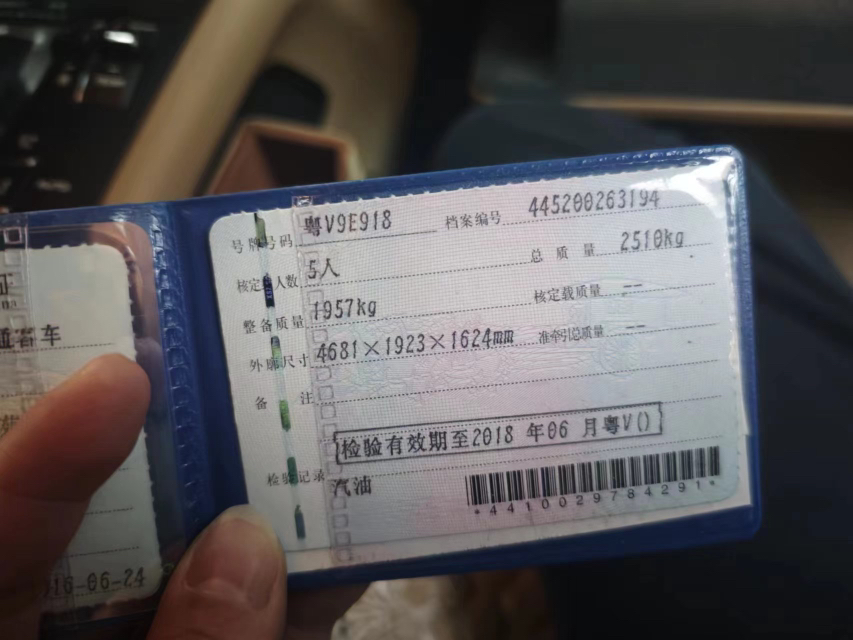 号牌号码 粤V9E918 档案编号 445200263194
核定载人数 5人 总质量 2510kg
整备质量 1957kg 核定载质量 --
外廓尺寸 4681×1923×1624mm 准牵引总质量 --
备注
检验有效期至2018年06月粤V()
检验记录 汽油
*4410029784291*
证
通客车
16-06-24